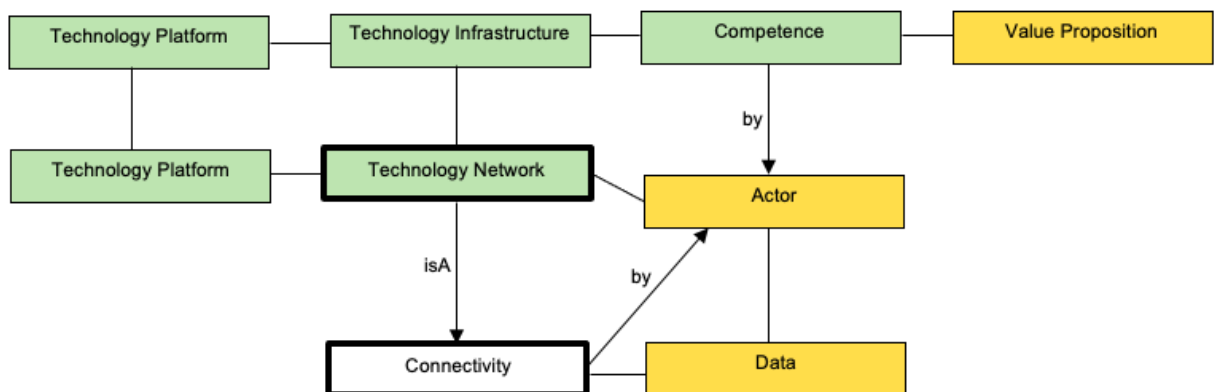 Technology Platform
Technology Infrastructure
Competence
Value Proposition
by
Technology Platform
Technology Network
Actor
isA
by
Connectivity
Data